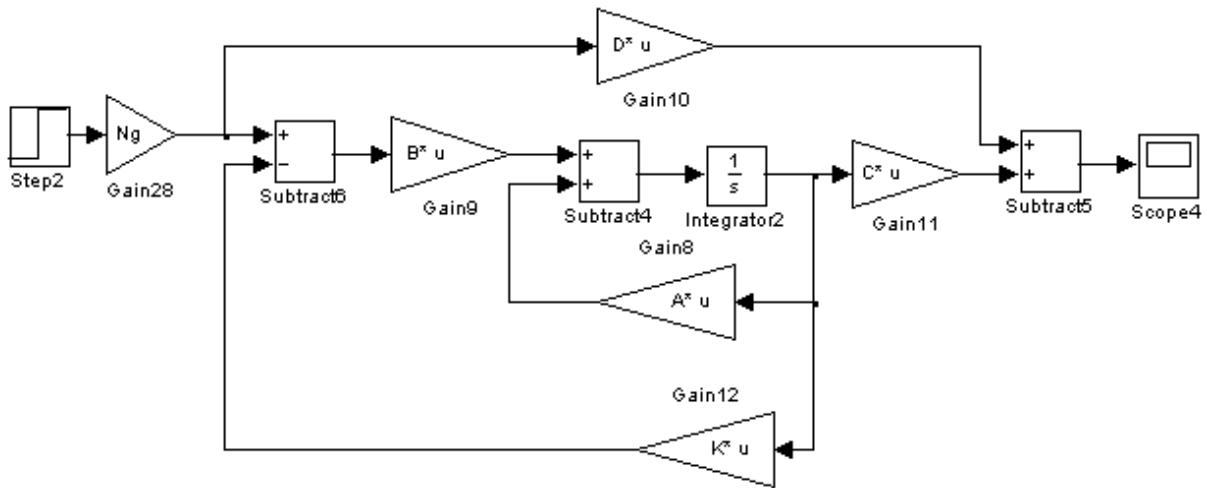 D* u
Gain10
Step2
Ng
Gain28
+
−
Subtract6
B* u
Gain9
+
+
Subtract4
1
s
Integrator2
C* u
Gain11
+
+
Subtract5
Scope4
Gain8
A* u
Gain12
K* u